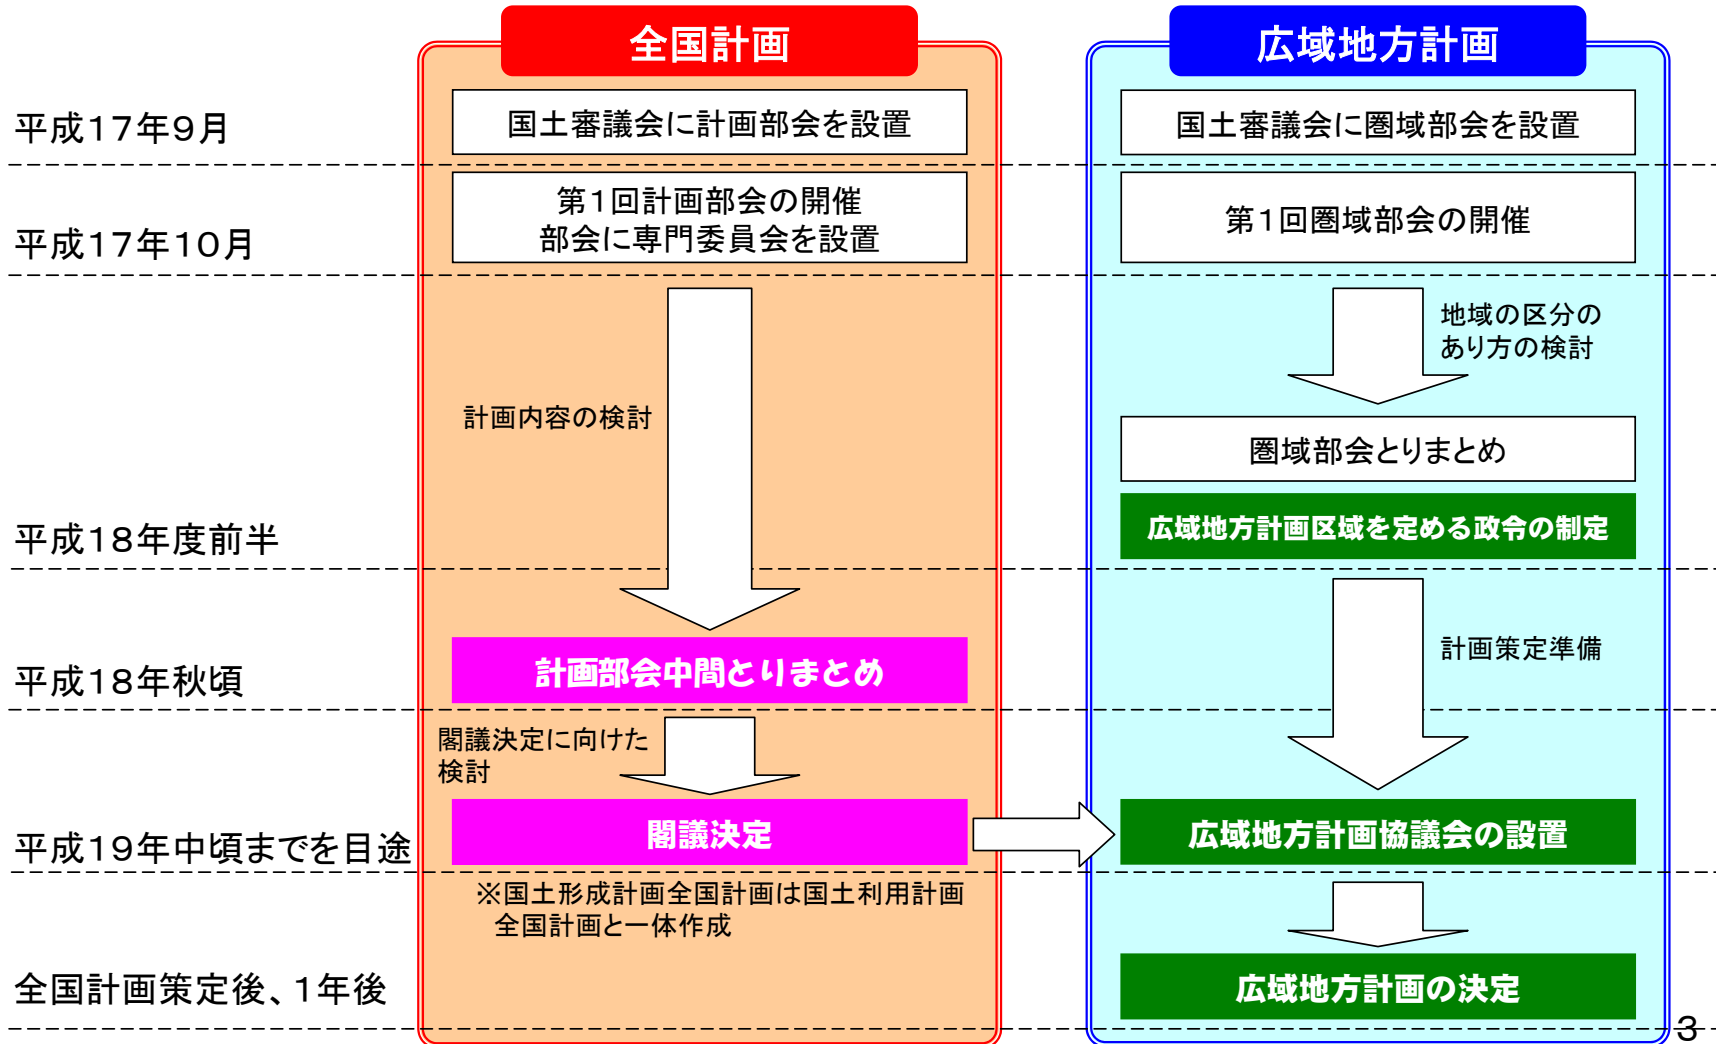 全国計画
広域地方計画
平成17年9月
国土審議会に計画部会を設置
国土審議会に圏域部会を設置
平成17年10月
第1回計画部会の開催
部会に専門委員会を設置
第1回圏域部会の開催
計画内容の検討
地域の区分の
あり方の検討
圏域部会とりまとめ
平成18年度前半
広域地方計画区域を定める政令の制定
平成18年秋頃
計画部会中間とりまとめ
計画策定準備
閣議決定に向けた
検討
平成19年中頃までを目途
閣議決定
広域地方計画協議会の設置
※国土形成計画全国計画は国土利用計画
全国計画と一体作成
全国計画策定後、1年後
広域地方計画の決定
3